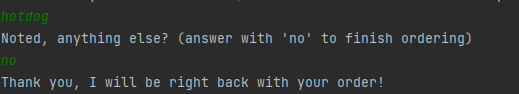 hotdog
Noted, anything else? (answer with 'no' to finish ordering)
no
Thank you, I will be right back with your order!